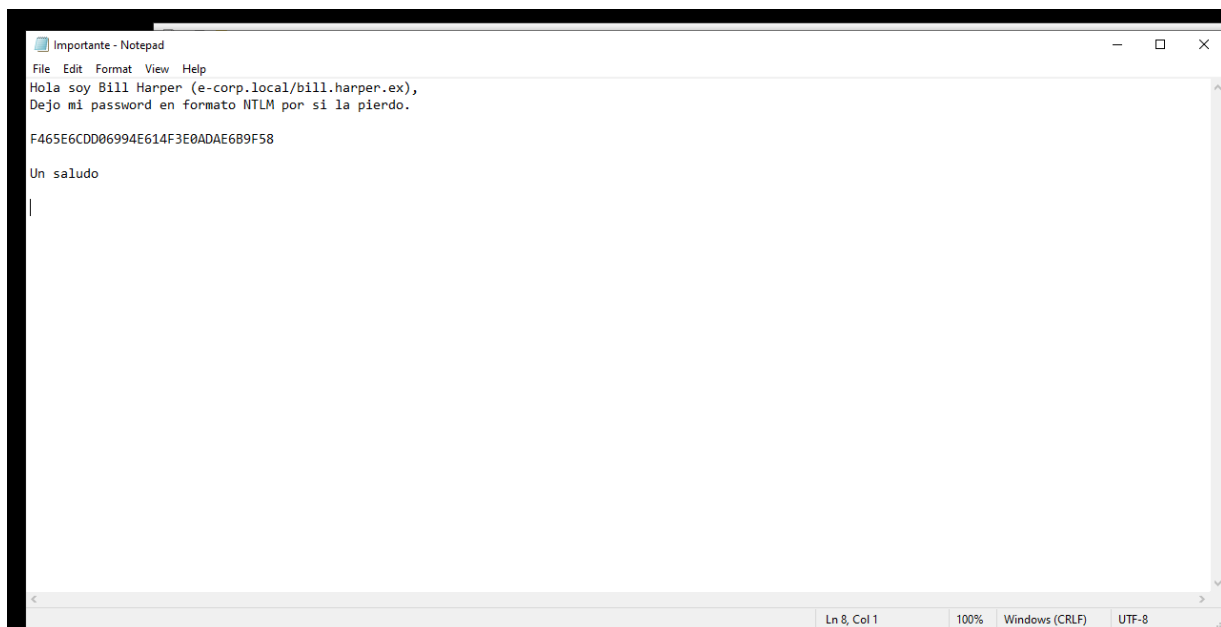 Importante - Notepad
File Edit Format View Help
Hola soy Bill Harper (e-corp.local/bill.harper.ex),
Dejo mi password en formato NTLM por si la pierdo.
F465E6CDD06994E614F3E0ADAE6B9F58
Un saludo
Ln 8, Col 1 100% Windows (CRLF) UTF-8